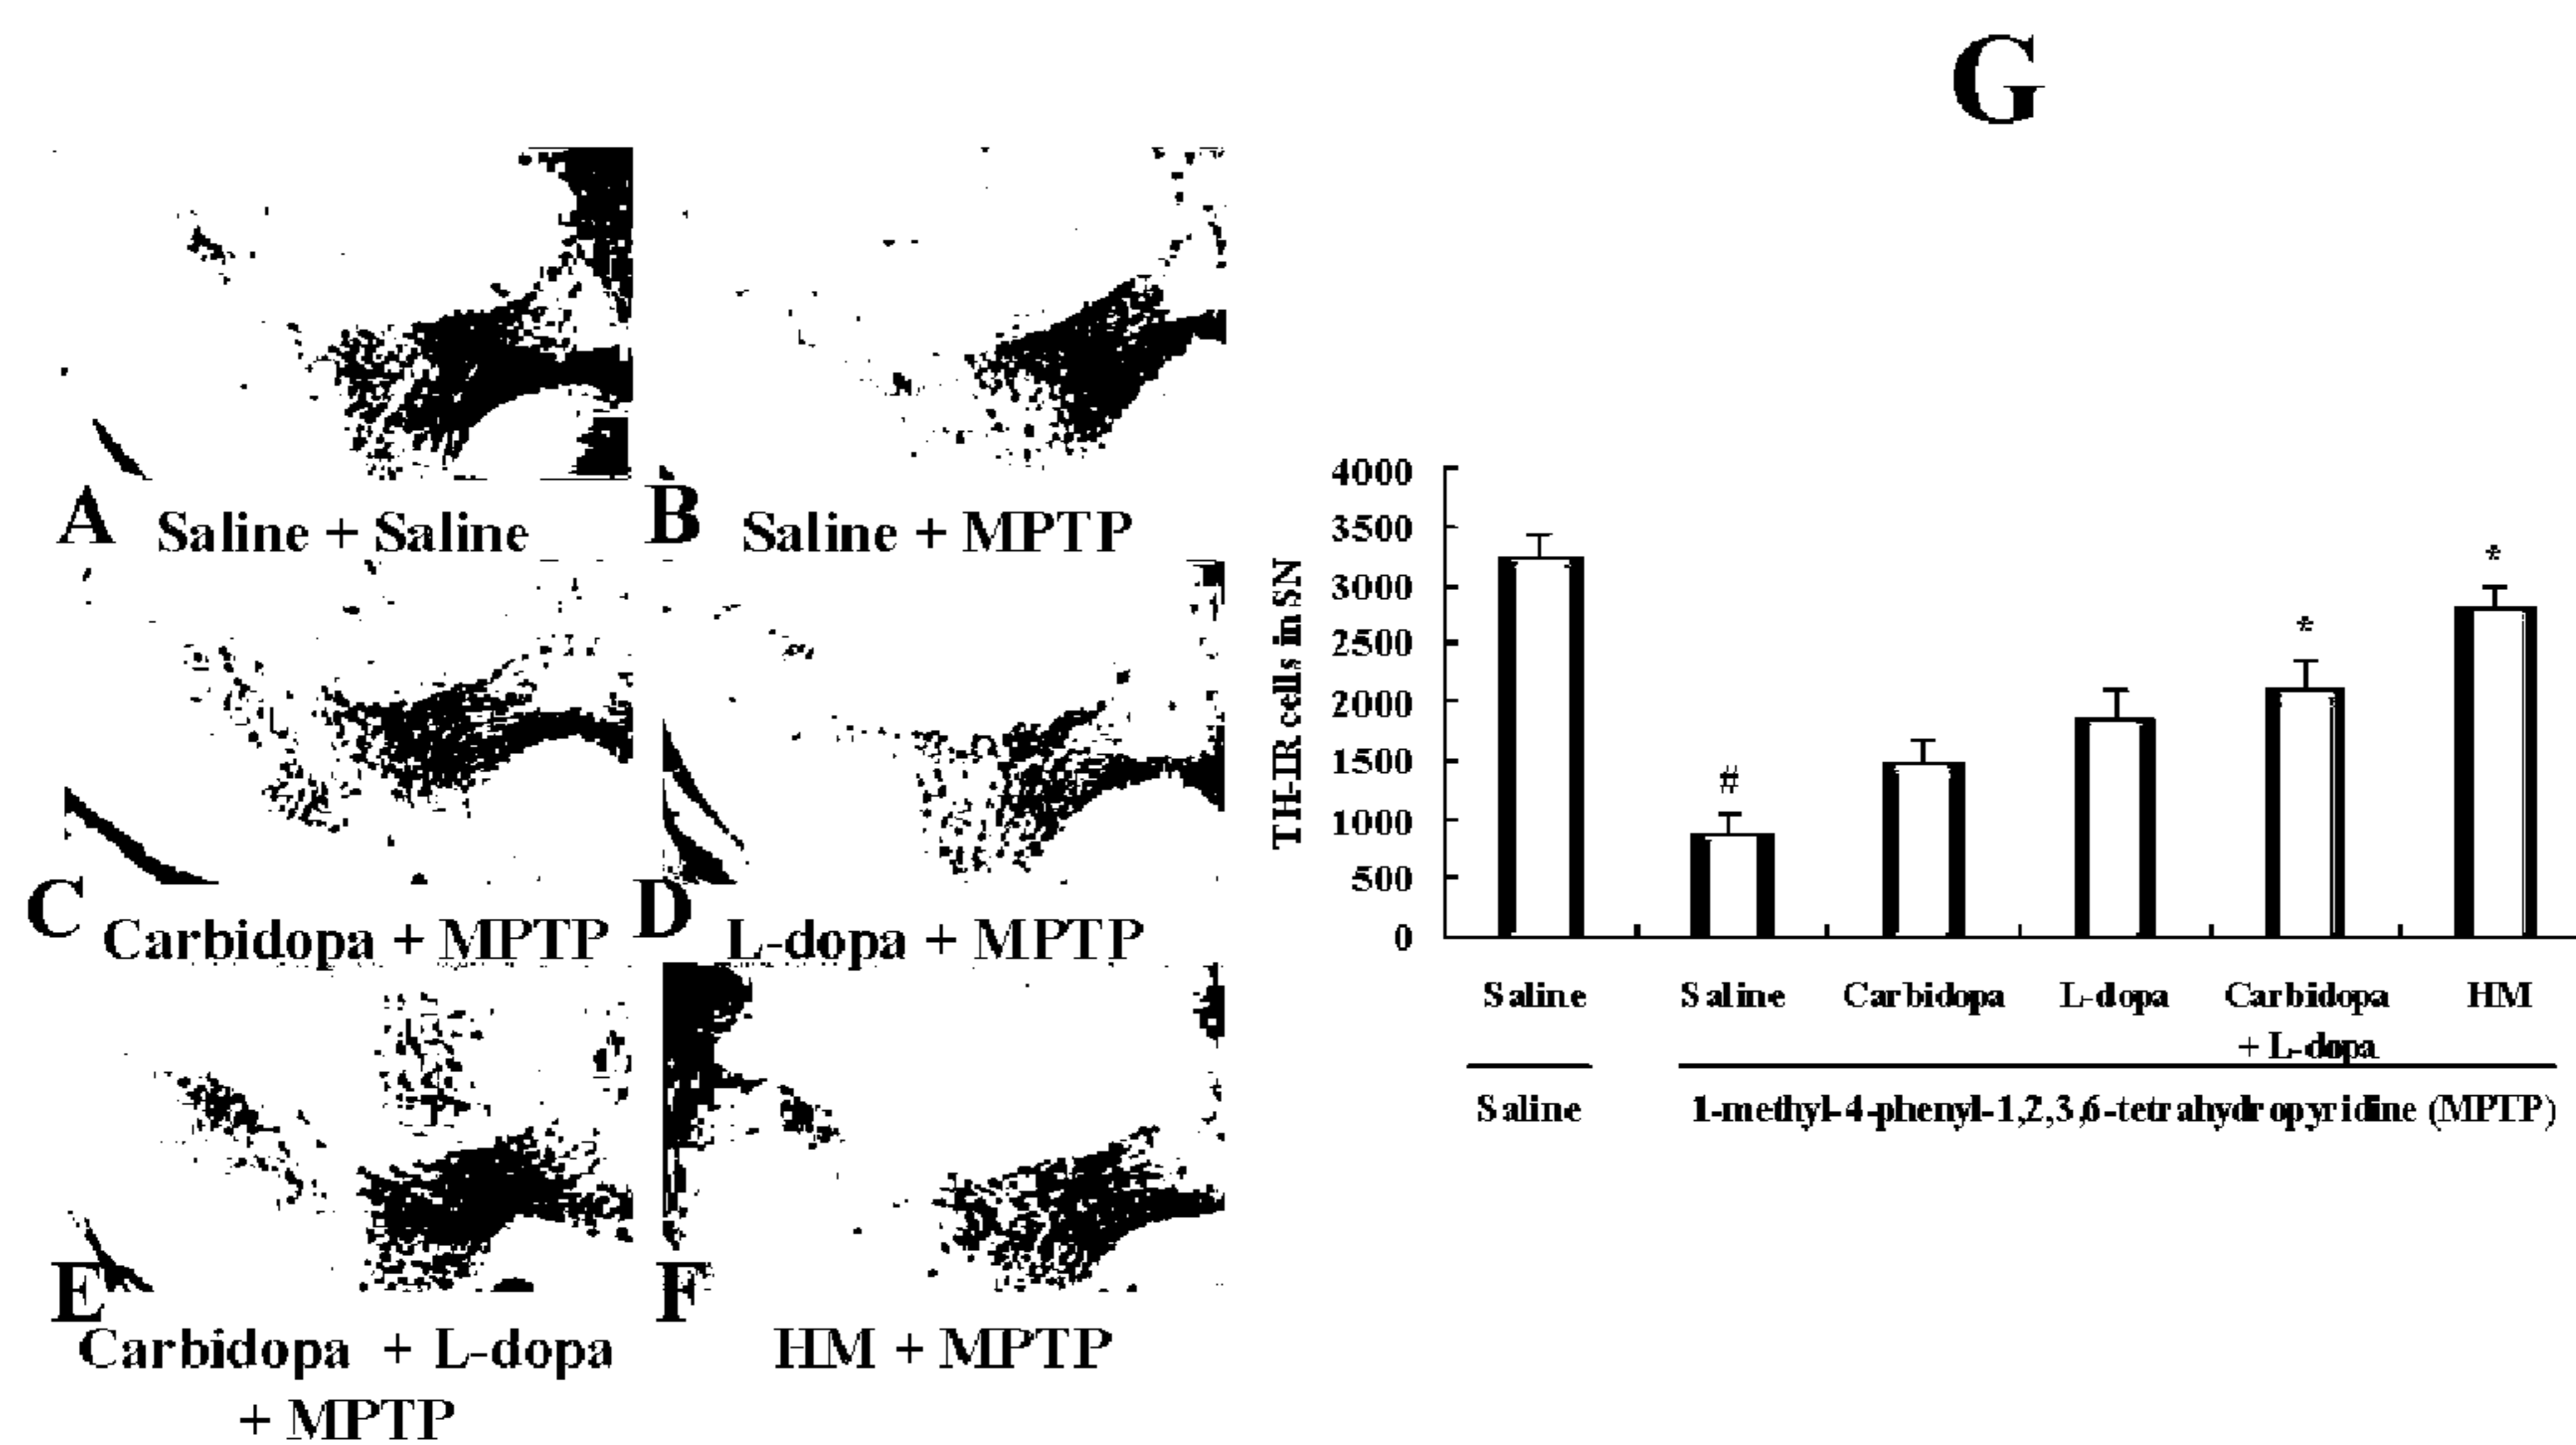 G
A Saline + Saline
B Saline + MPTP
C Carbidopa + MPTP
D L-dopa + MPTP
E Carbidopa + L-dopa
+ MPTP
F HM + MPTP
TH-IR cells in SN
4000
3500
3000
2500
2000
1500
1000
500
0
#
*
*
Saline Saline Carbidopa L-dopa Carbidopa HM
+ L-dopa
Saline 1-methyl-4-phenyl-1,2,3,6-tetrahydropyridine (MPTP)